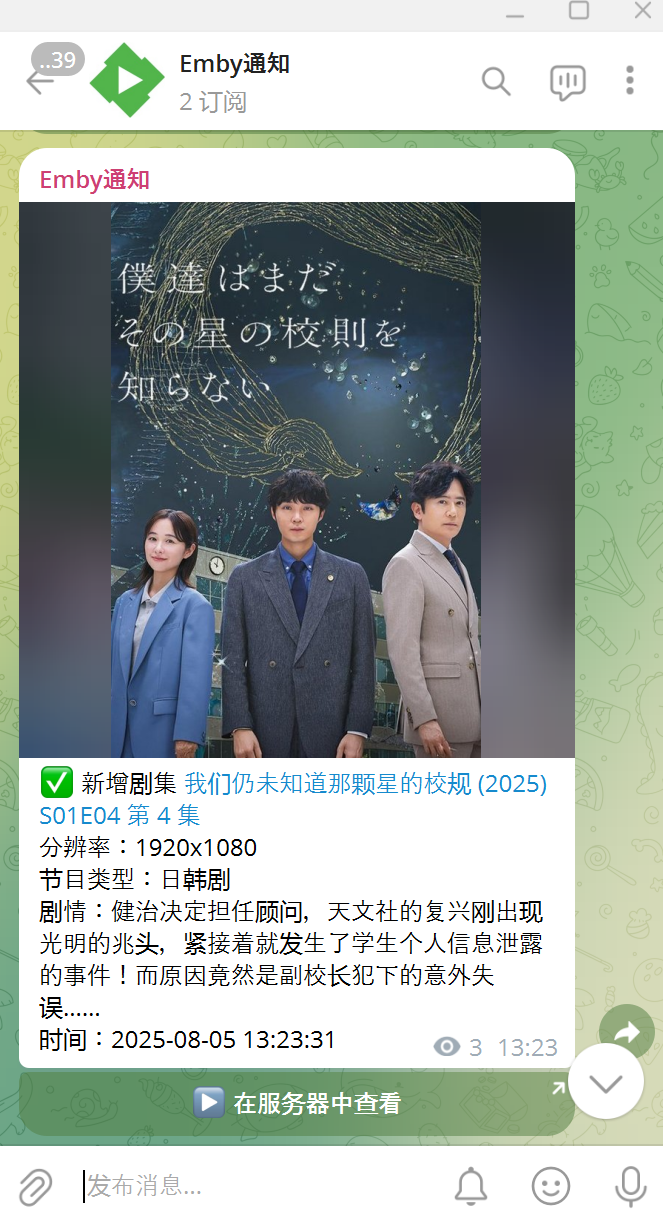 ..39
Emby通知
2 订阅
Emby通知
僕達はまだ
その星の校則を
知らない
✅ 新增剧集 我们仍未知道那颗星的校规 (2025)
S01E04 第 4 集
分辨率：1920x1080
节目类型：日韩剧
剧情：健治决定担任顾问，天文社的复兴刚出现
光明的兆头，紧接着就发生了学生个人信息泄露
的事件！而原因竟然是副校长犯下的意外失
误……
时间：2025-08-05 13:23:31
3 13:23
▶️ 在服务器中查看
发布消息...